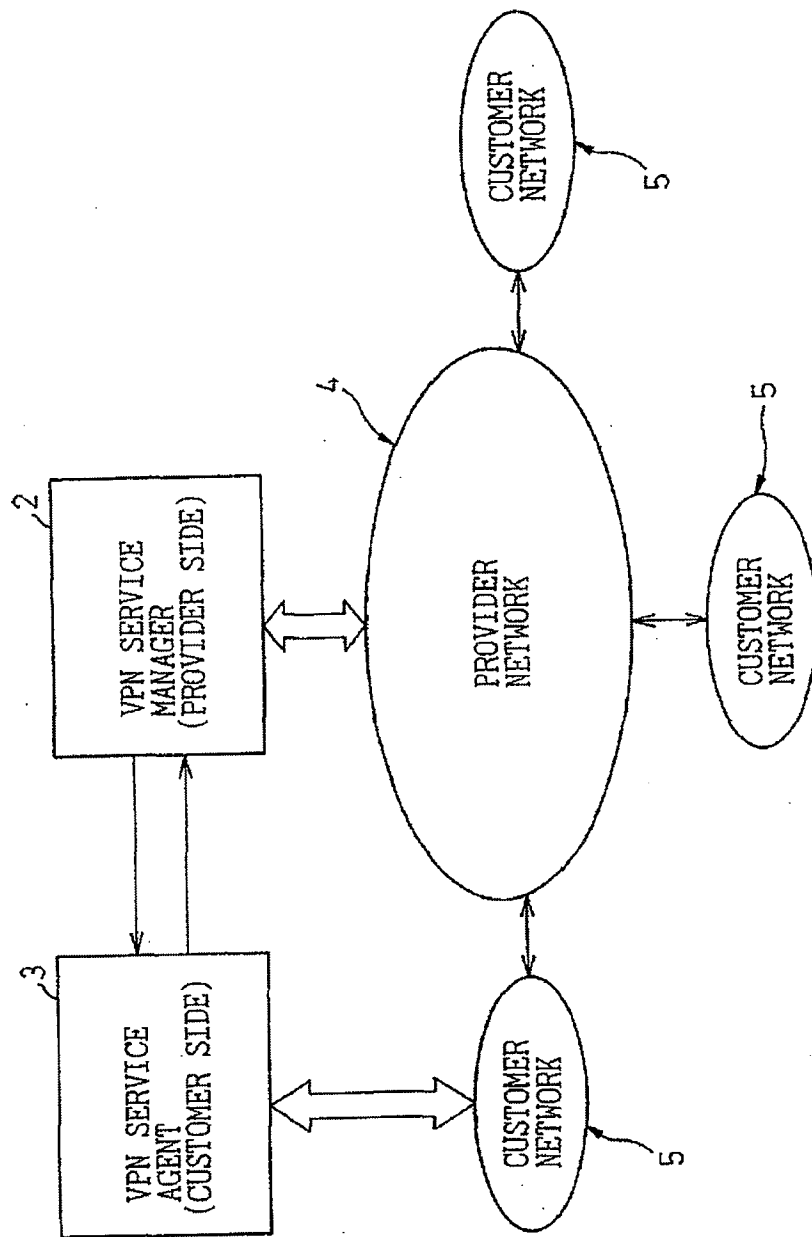 3
VPN SERVICE
AGENT
(CUSTOMER SIDE)
2
VPN SERVICE
MANAGER
(PROVIDER SIDE)
4
PROVIDER
NETWORK
CUSTOMER
NETWORK
5
CUSTOMER
NETWORK
5
CUSTOMER
NETWORK
5